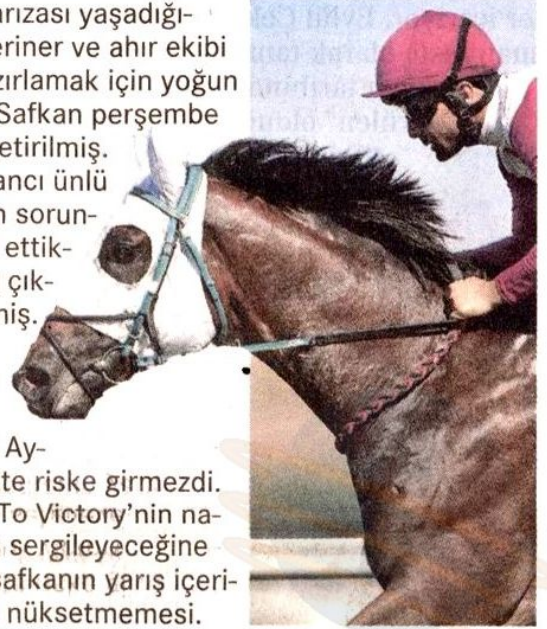 arızası yaşadığı-
eriner ve ahır ekibi
zırlamak için yoğun
Safkan perşembe
etirilmiş.
ancı ünlü
n sorun-
ettik-
çık-
miş.
Ay-
te riske girmezdi.
To Victory'nin na-
sergileyeceğine
safkanın yarış içeri-
nüksetmemesi.